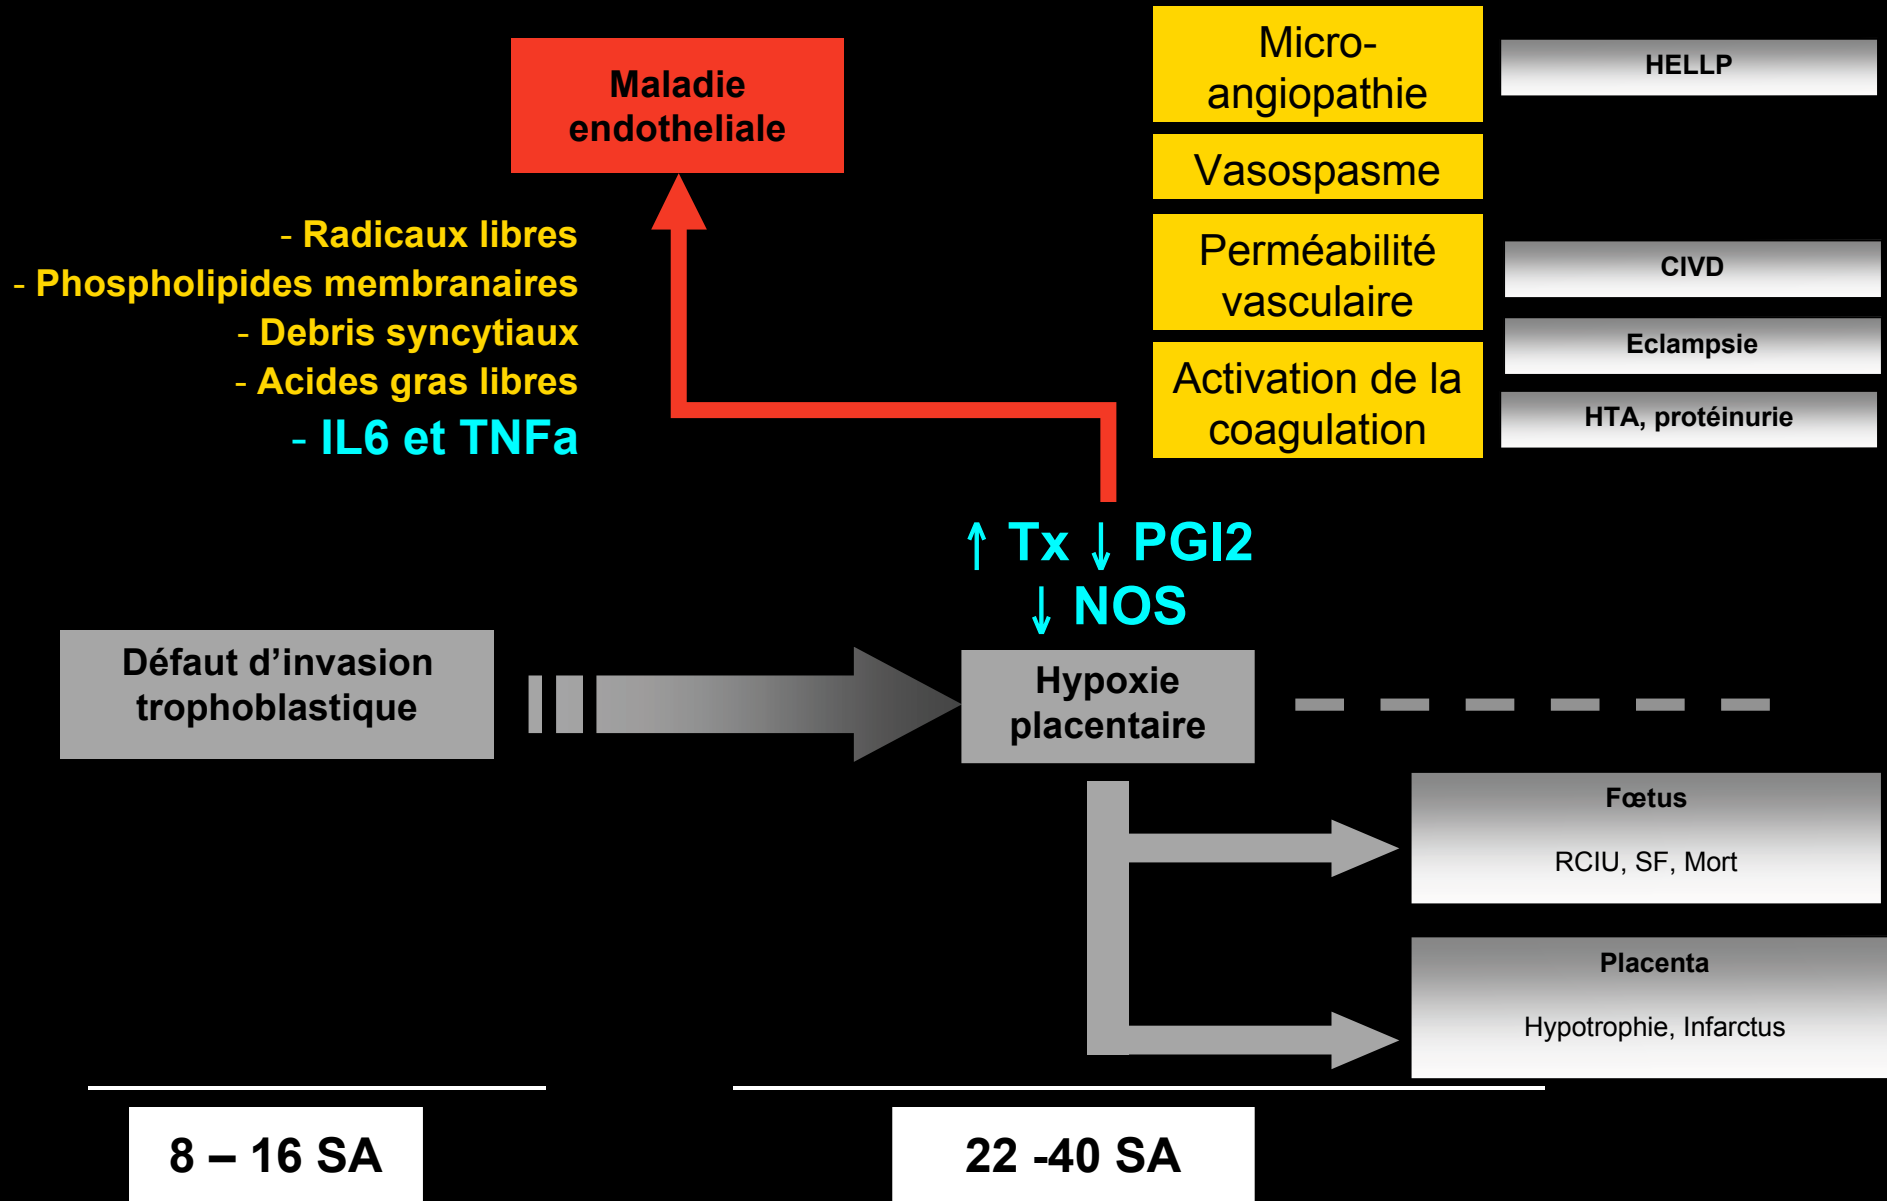 Maladie
endotheliale
- Radicaux libres
- Phospholipides membranaires
- Debris syncytiaux
- Acides gras libres
- IL6 et TNFa
Micro-
angiopathie
Vasospasme
Perméabilité
vasculaire
Activation de la
coagulation
HELLP
CIVD
Eclampsie
HTA, protéinurie
↑ Tx ↓ PGI2
↓ NOS
Défaut d’invasion
trophoblastique
Hypoxie
placentaire
Fœtus
RCIU, SF, Mort
Placenta
Hypotrophie, Infarctus
8 – 16 SA
22 -40 SA